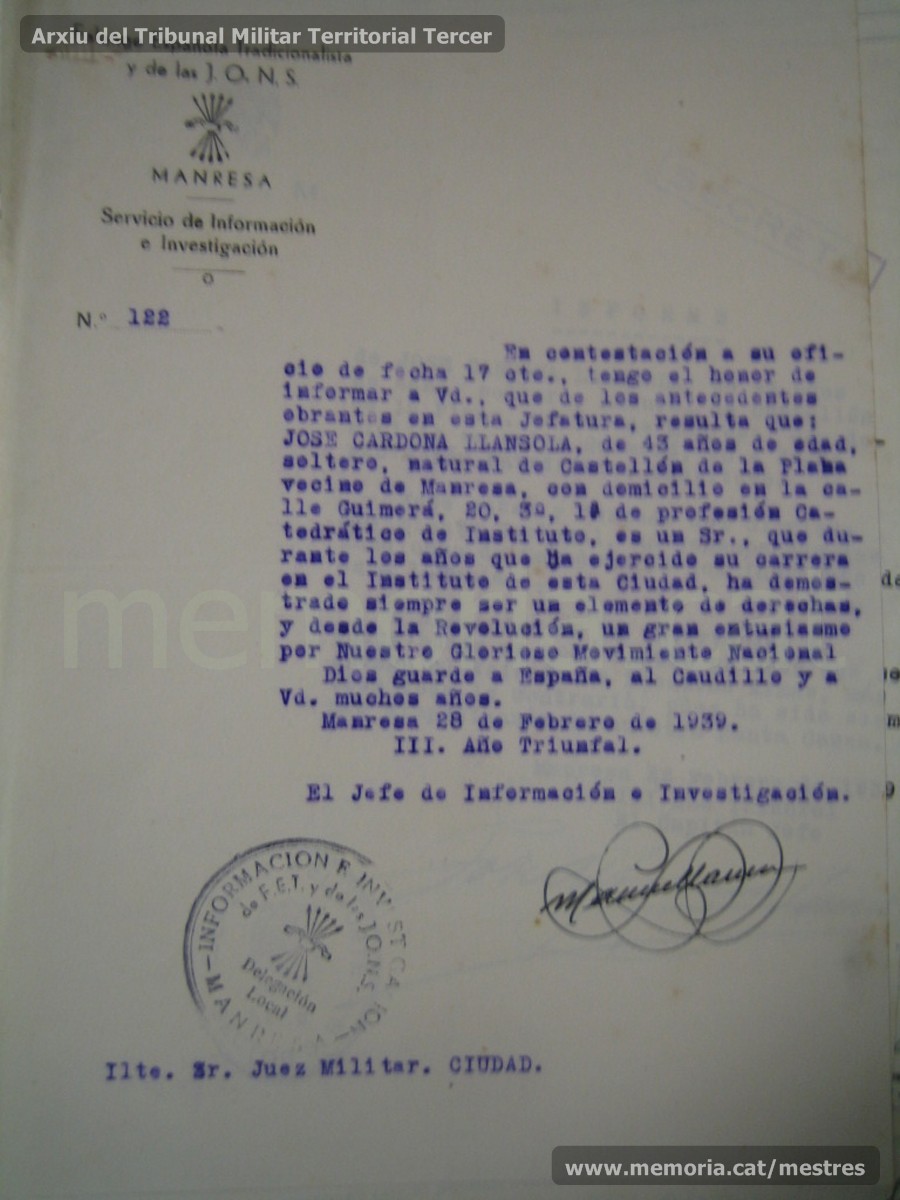 Arxiu del Tribunal Militar Territorial Tercer
Española Tradicionalista
y de las J. O. N. S.
MANRESA
Servicio de Información
e Investigación
N.º 122
En contestación a su ofi-
cio de fecha 17 cte., tengo el honor de
informar a Vd., que de los antecedentes
obrantes en esta Jefatura, resulta que:
JOSE CARDONA LLANSOLA, de 43 años de edad,
soltero, natural de Castellón de la Plana
vecino de Manresa, con domicilio en la ca-
lle Guimerá, 20, 3º, 1ª de profesión Ca-
tedrático de Instituto, es un Sr., que du-
rante los años que ha ejercido su carrera
en el Instituto de esta Ciudad, ha demos-
trado siempre ser un elemento de derechas,
y desde la Revolución, un gran entusiasmo
por Nuestro Glorioso Movimiento Nacional
Dios guarde a España, al Caudillo y a
Vd. muchos años.
Manresa 28 de Febrero de 1939.
III. Año Triunfal.
El Jefe de Información e Investigación.
INFORMACION E INVESTIGACION
de F.E.T. y de las J.O.N.S.
Delegación
Local
MANRESA
Ilte. Sr. Juez Militar. CIUDAD.
www.memoria.cat/mestres